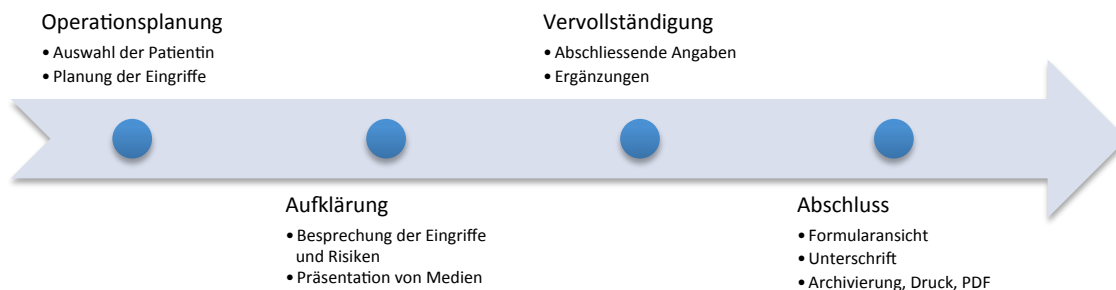 Operationsplanung
• Auswahl der Patientin
• Planung der Eingriffe
Aufklärung
• Besprechung der Eingriffe
und Risiken
• Präsentation von Medien
Vervollständigung
• Abschliessende Angaben
• Ergänzungen
Abschluss
• Formularansicht
• Unterschrift
• Archivierung, Druck, PDF